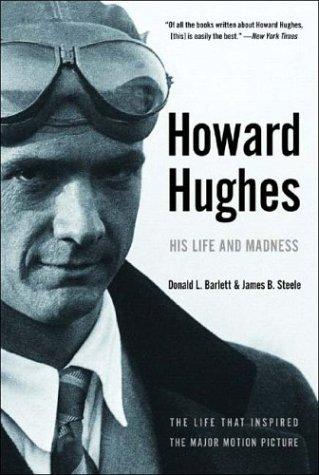 "Of all the books written about Howard Hughes,
[this] is easily the best." —New York Times
Howard
Hughes
HIS LIFE AND MADNESS
Donald L. Barlett & James B. Steele
THE LIFE THAT INSPIRED
THE MAJOR MOTION PICTURE